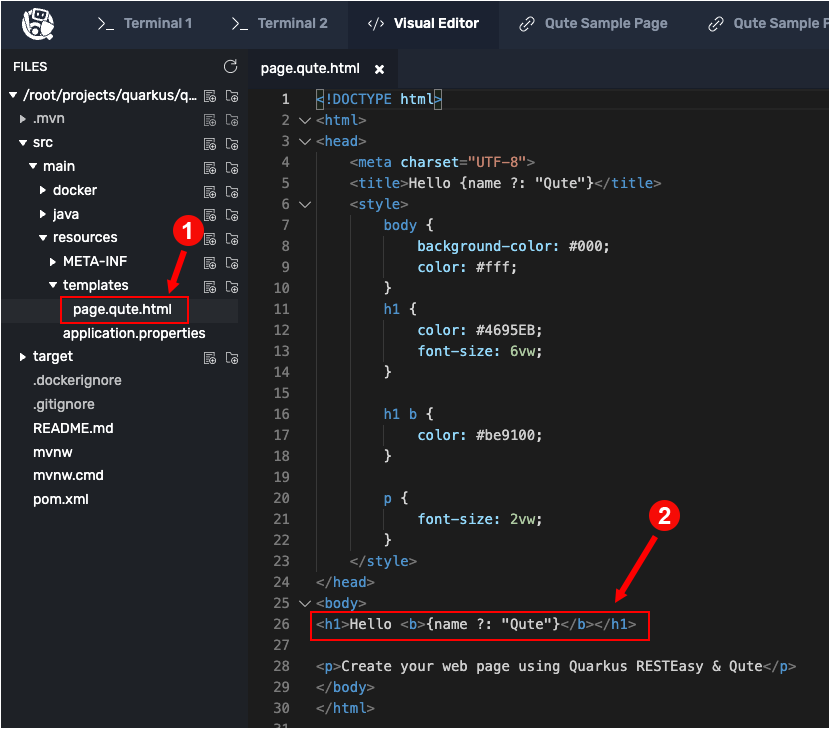 Terminal 1
Terminal 2
Visual Editor
Qute Sample Page
Qute Sample P
FILES
page.qute.html
/root/projects/quarkus/q...
.mvn
src
main
docker
java
resources
META-INF
templates
page.qute.html
application.properties
target
.dockerignore
.gitignore
README.md
mvnw
mvnw.cmd
pom.xml
1
2
1 <!DOCTYPE html>
2 <html>
3 <head>
4     <meta charset="UTF-8">
5     <title>Hello {name ?: "Qute"}</title>
6     <style>
7         body {
8             background-color: #000;
9             color: #fff;
10         }
11         h1 {
12             color: #4695EB;
13             font-size: 6vw;
14         }
15
16         h1 b {
17             color: #be9100;
18         }
19
20         p {
21             font-size: 2vw;
22         }
23     </style>
24 </head>
25 <body>
26 <h1>Hello <b>{name ?: "Qute"}</b></h1>
27
28 <p>Create your web page using Quarkus RESTEasy & Qute</p>
29 </body>
30 </html>
31